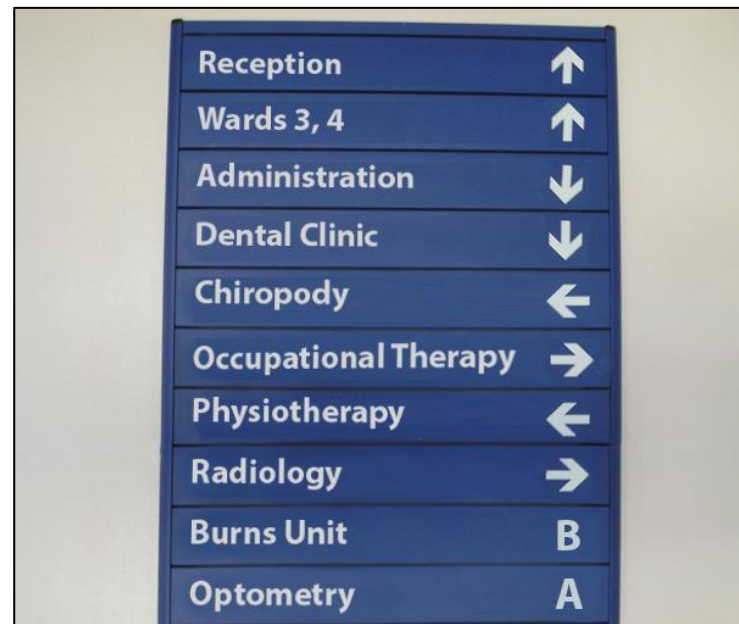 Reception ↑
Wards 3, 4 ↑
Administration ↓
Dental Clinic ↓
Chiropody ←
Occupational Therapy →
Physiotherapy ←
Radiology →
Burns Unit B
Optometry A